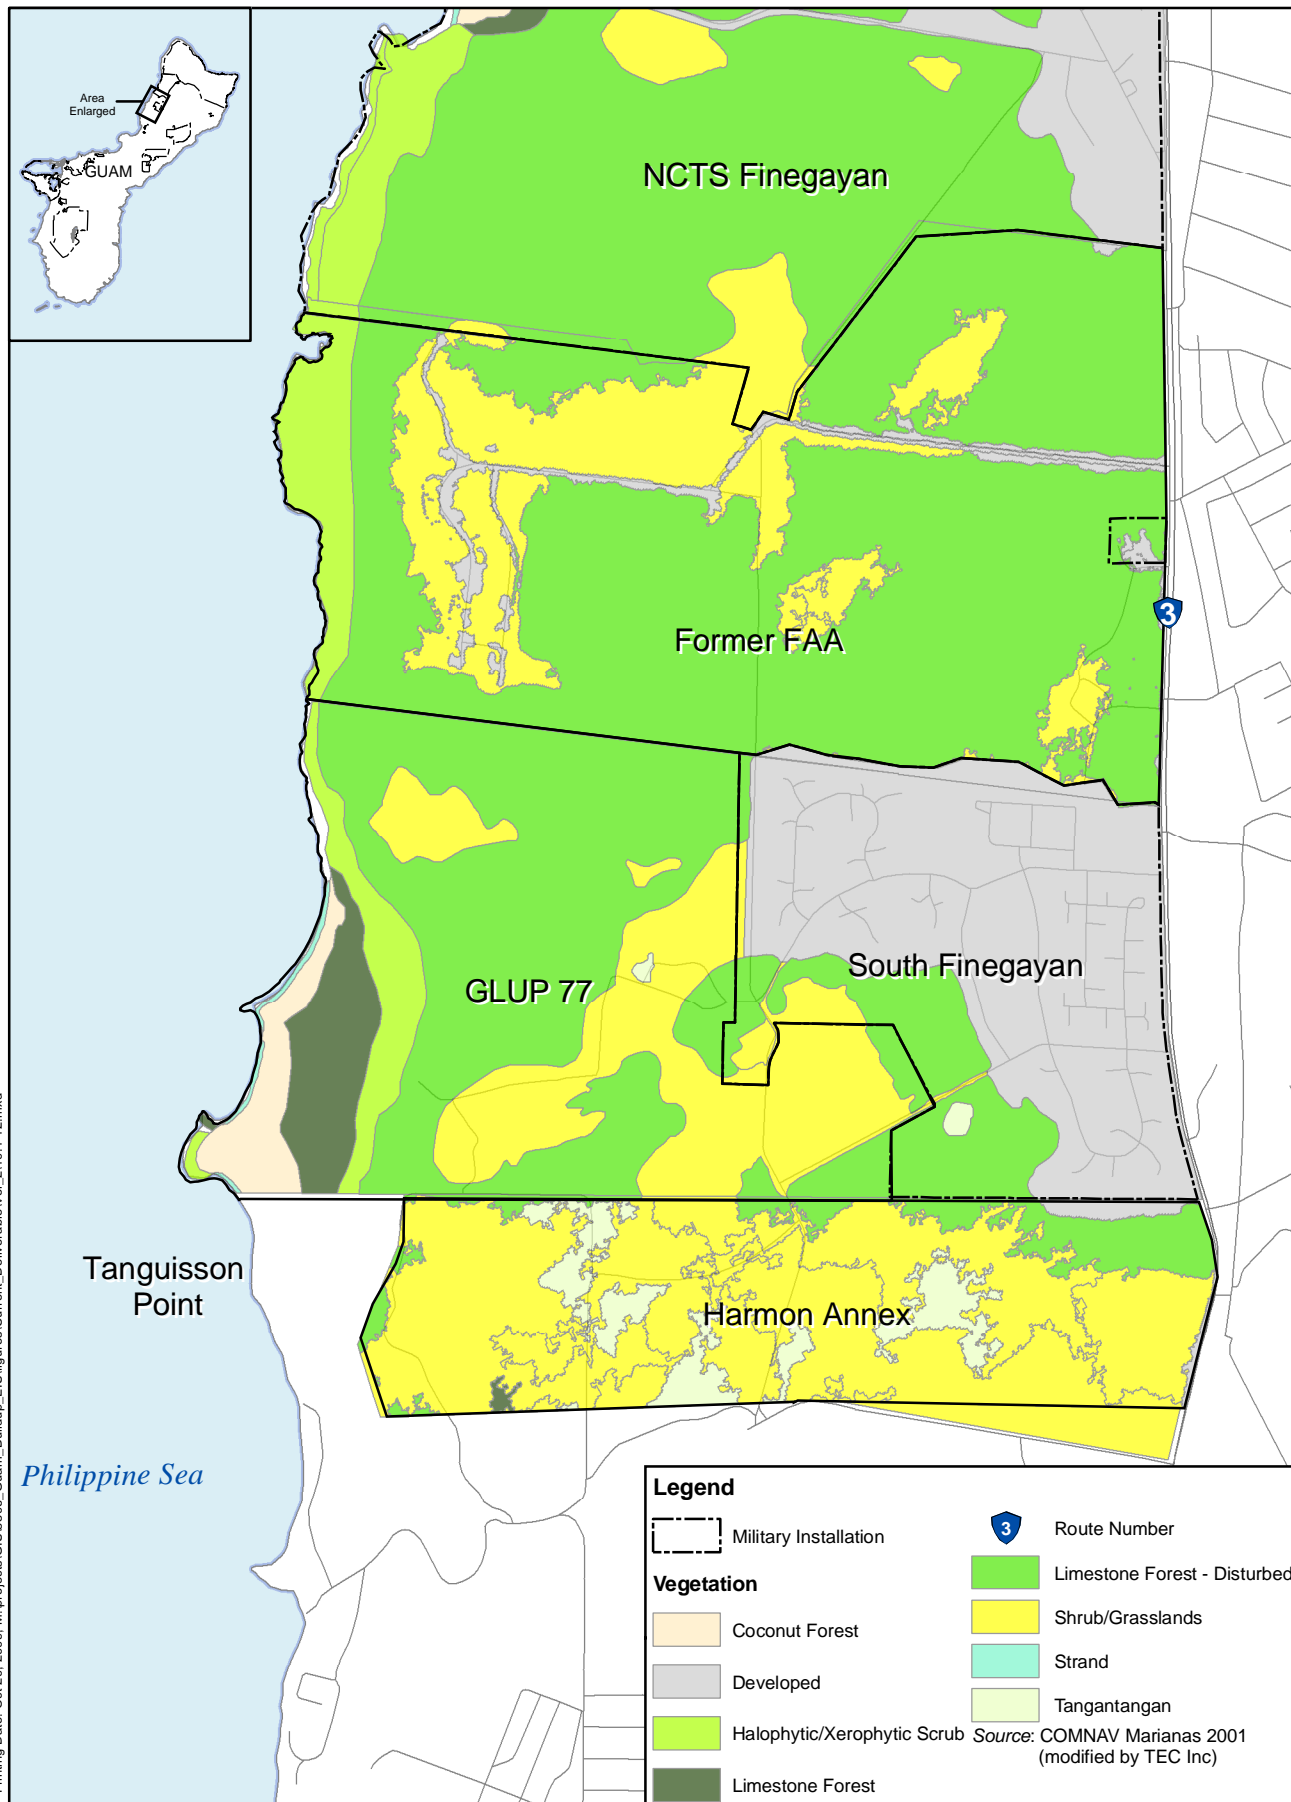 Area
Enlarged
GUAM
NCTS Finegayan
Former FAA
3
GLUP 77
South Finegayan
Tanguisson
Point
Harmon Annex
Philippine Sea
Legend
Military Installation
Vegetation
Coconut Forest
Developed
Halophytic/Xerophytic Scrub
Limestone Forest
3
Route Number
Limestone Forest - Disturbed
Shrub/Grasslands
Strand
Tangantangan
Source: COMNAV Marianas 2001
(modified by TEC Inc)